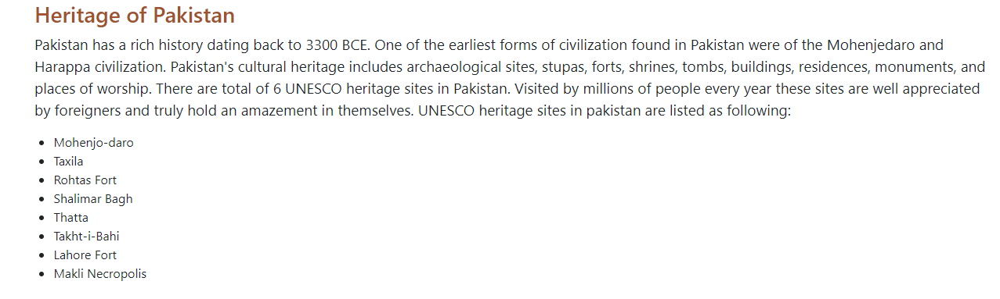 Heritage of Pakistan
Pakistan has a rich history dating back to 3300 BCE. One of the earliest forms of civilization found in Pakistan were of the Mohenjedaro and
Harappa civilization. Pakistan's cultural heritage includes archaeological sites, stupas, forts, shrines, tombs, buildings, residences, monuments, and
places of worship. There are total of 6 UNESCO heritage sites in Pakistan. Visited by millions of people every year these sites are well appreciated
by foreigners and truly hold an amazement in themselves. UNESCO heritage sites in pakistan are listed as following:
• Mohenjo-daro
• Taxila
• Rohtas Fort
• Shalimar Bagh
• Thatta
• Takht-i-Bahi
• Lahore Fort
• Makli Necropolis